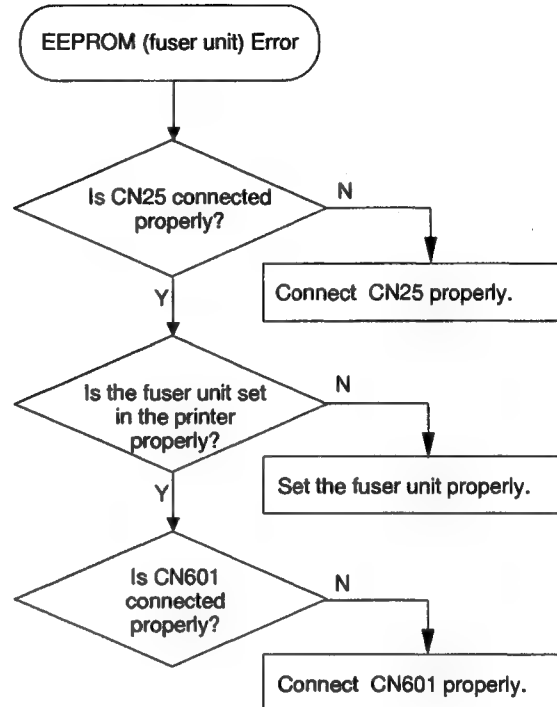 EEPROM (fuser unit) Error
Is CN25 connected
properly?
N
Connect CN25 properly.
Y
Is the fuser unit set
in the printer
properly?
N
Set the fuser unit properly.
Y
Is CN601
connected
properly?
N
Connect CN601 properly.